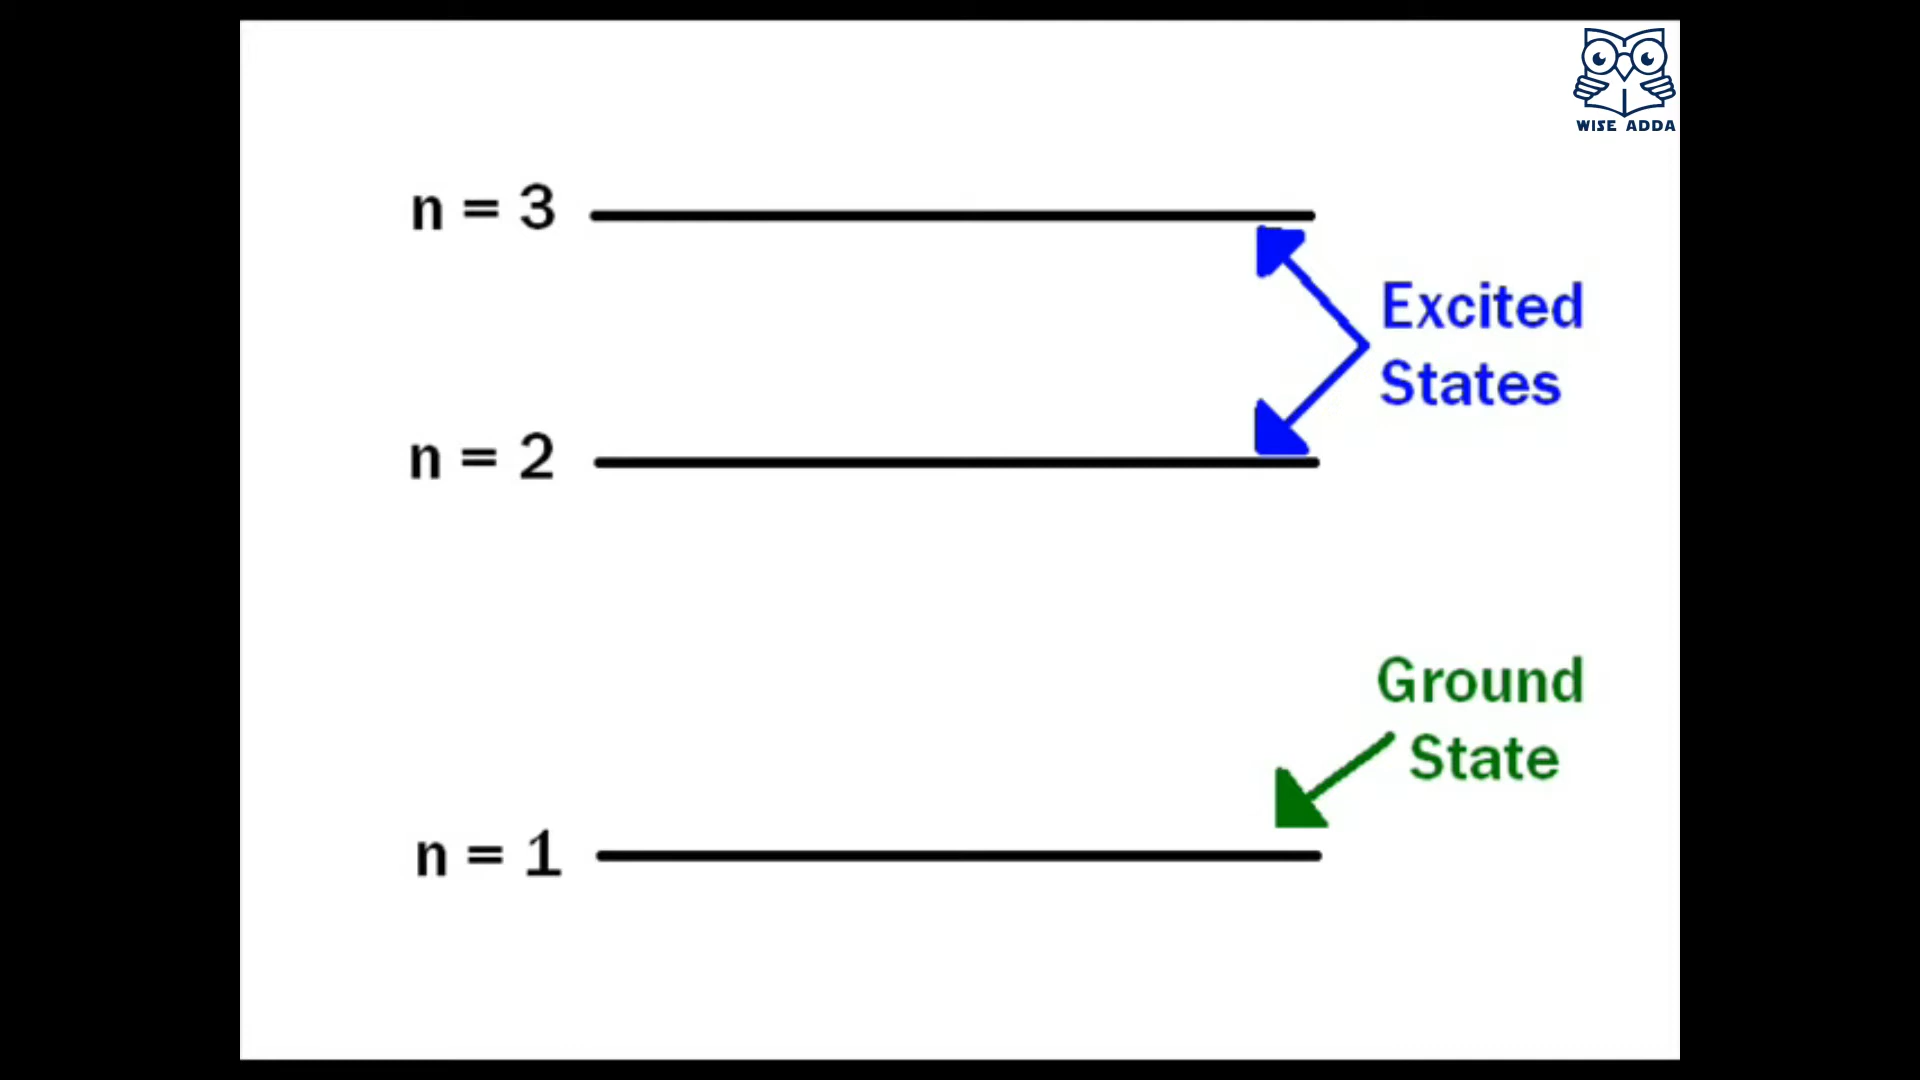 WISE ADDA
n = 3
Excited
States
n = 2
Ground
State
n = 1